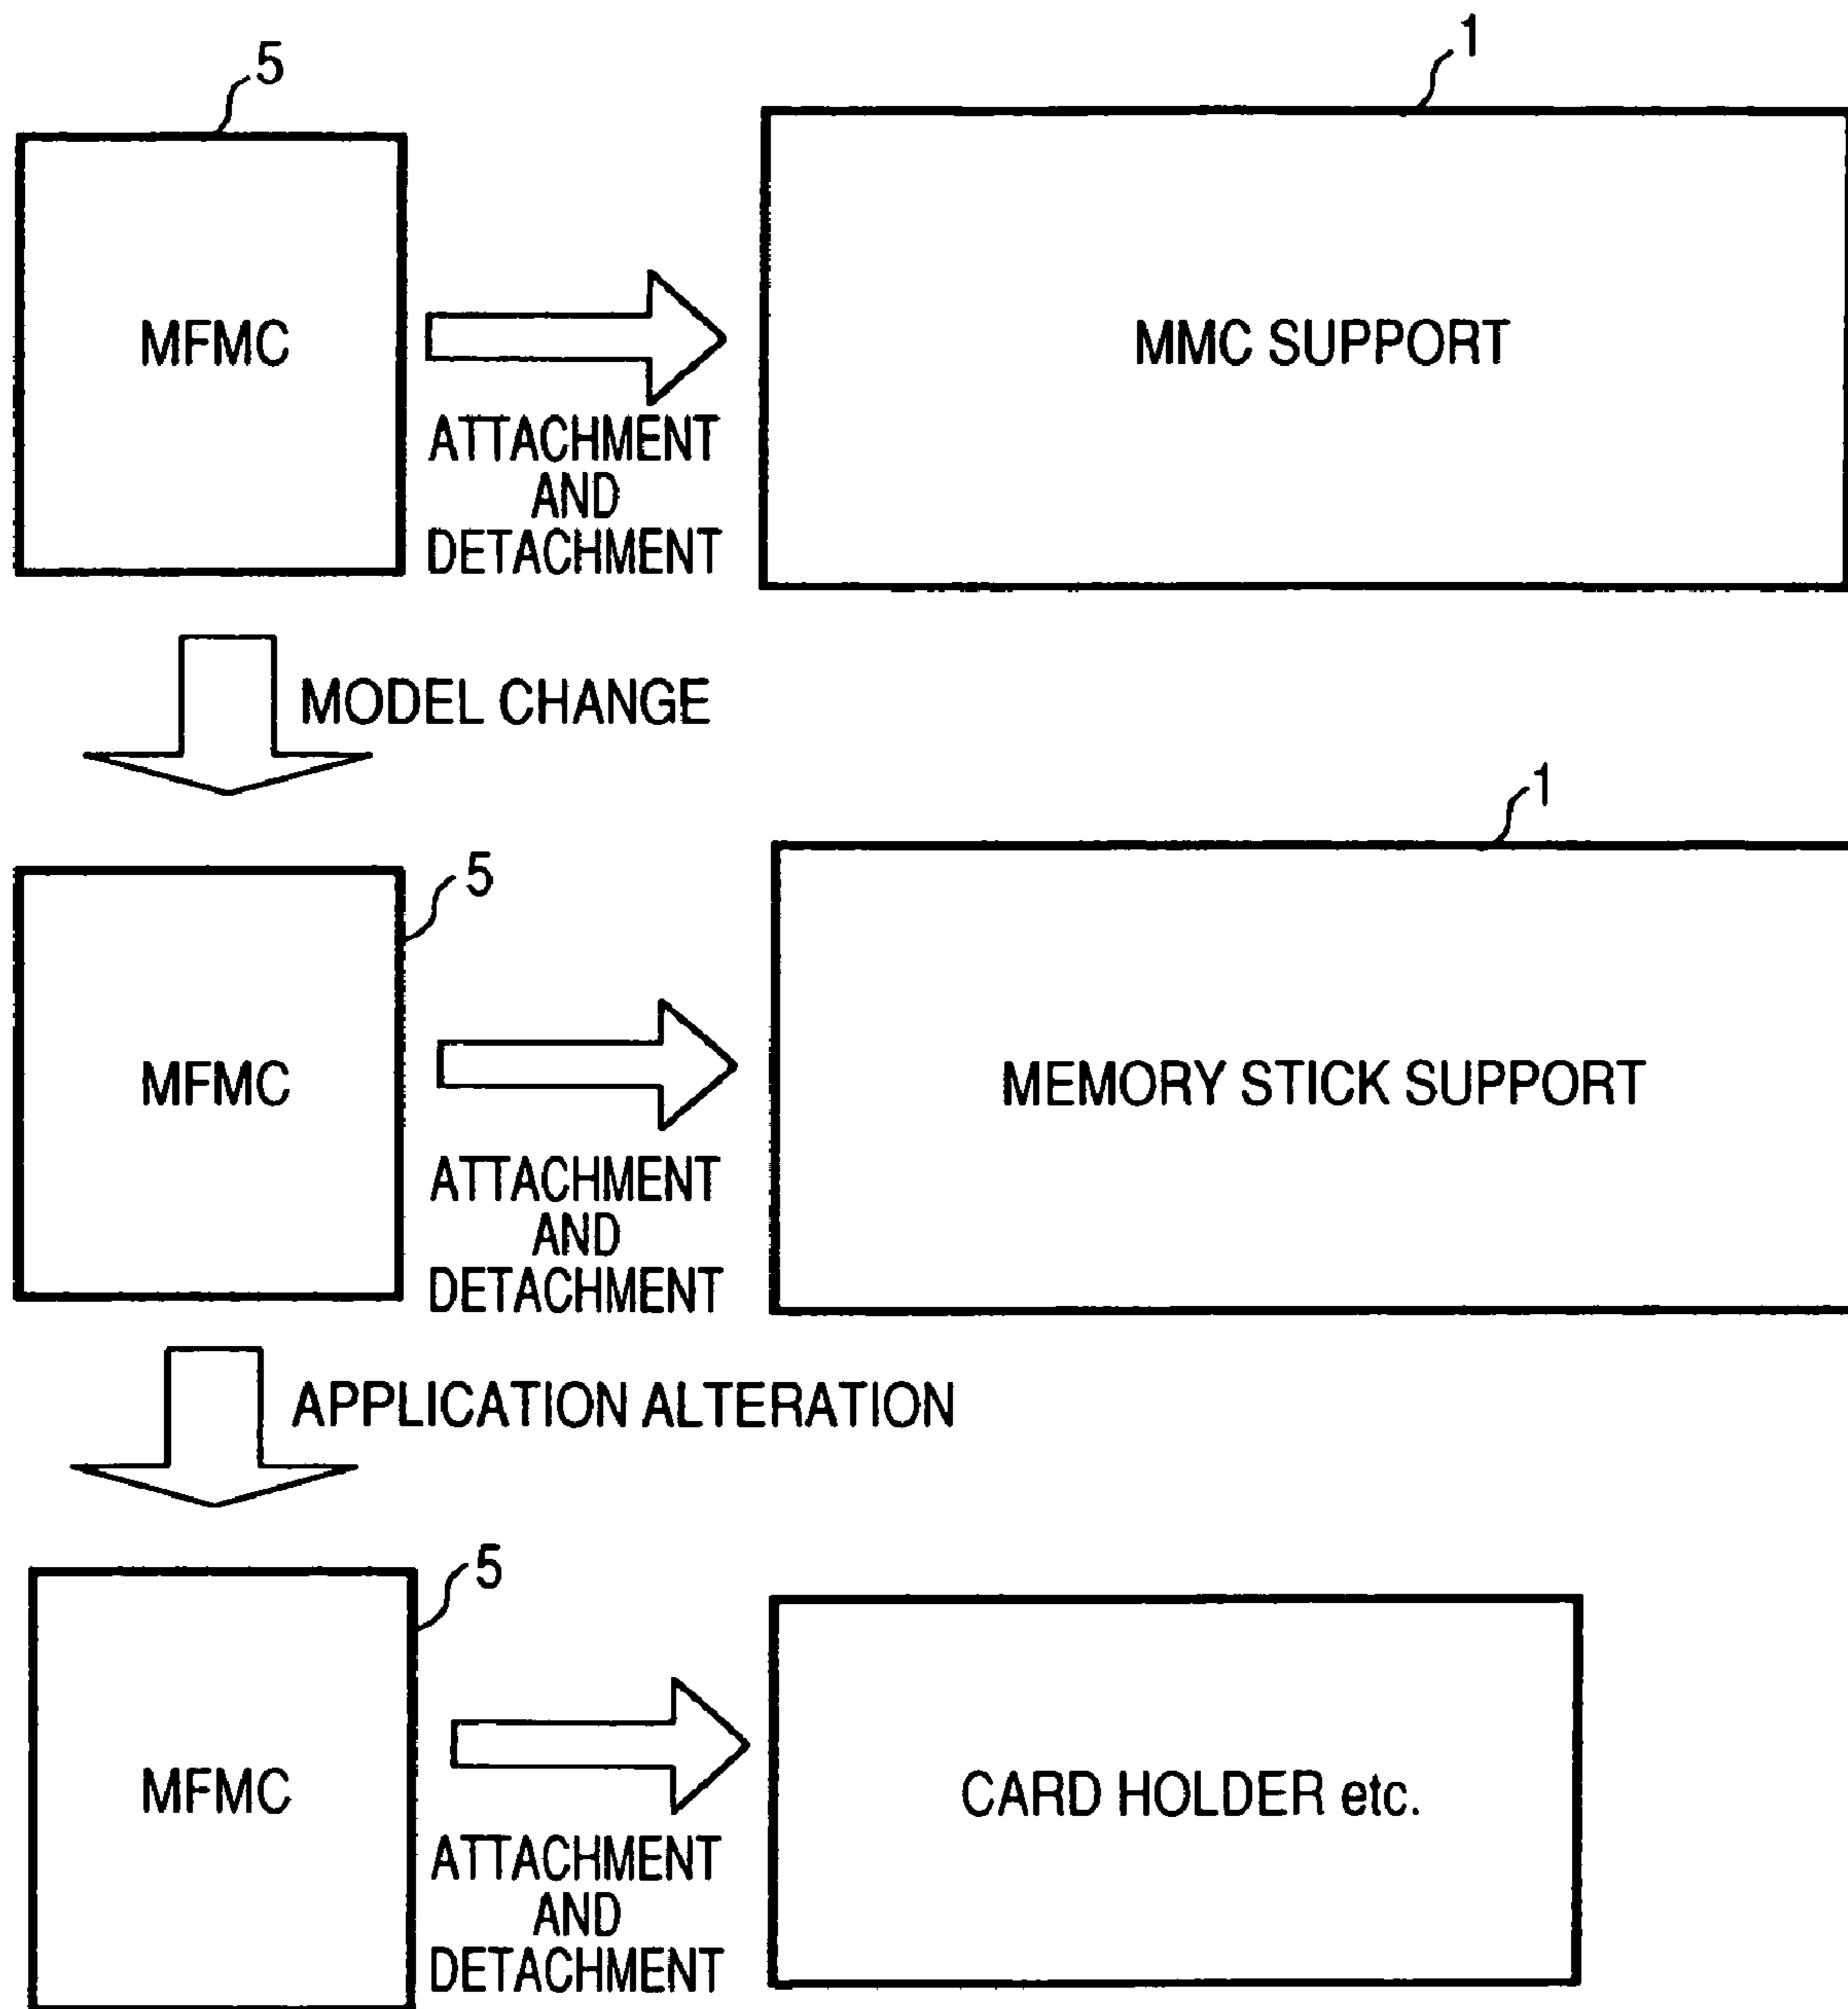 5
1
MFMC
MMC SUPPORT
ATTACHMENT
AND
DETACHMENT
MODEL CHANGE
1
5
MFMC
MEMORY STICK SUPPORT
ATTACHMENT
AND
DETACHMENT
APPLICATION ALTERATION
5
MFMC
CARD HOLDER etc.
ATTACHMENT
AND
DETACHMENT